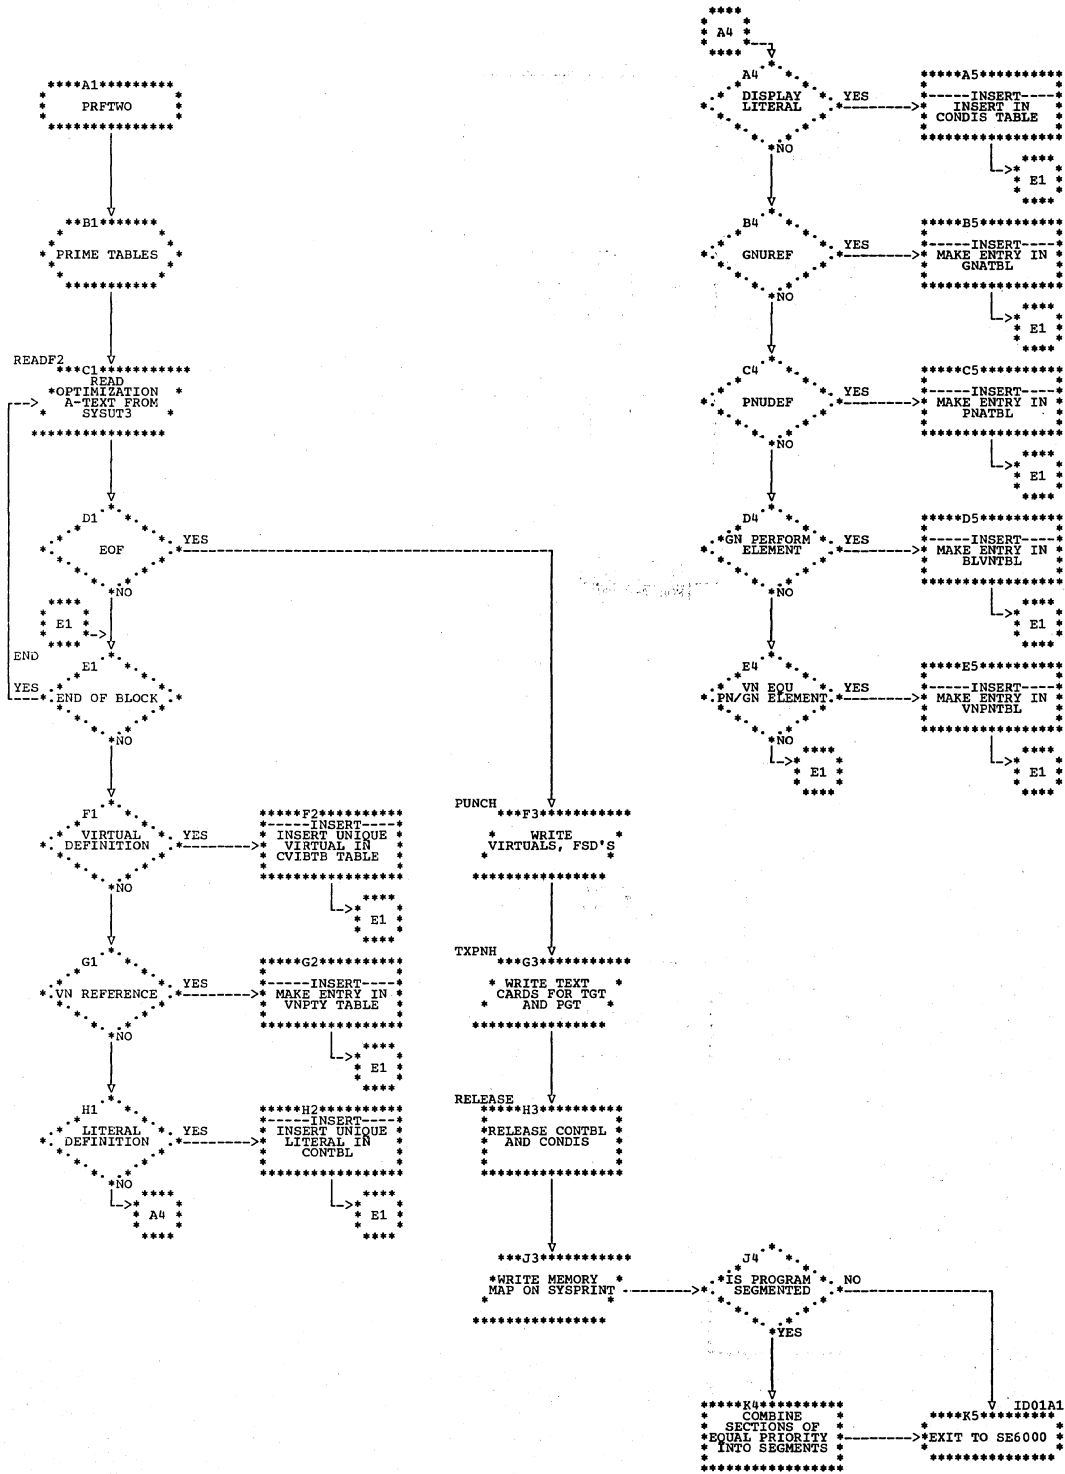 A1
PRFTWO
B1
PRIME TABLES
READF2
C1
READ
OPTIMIZATION
A-TEXT FROM
SYSUT3
D1
EOF
YES
NO
E1
END
E1
YES
END OF BLOCK
NO
F1
VIRTUAL
DEFINITION
YES
NO
F2
INSERT
INSERT UNIQUE
VIRTUAL IN
CVIBTB TABLE
E1
G1
VN REFERENCE
YES
NO
G2
INSERT
MAKE ENTRY IN
VNPTY TABLE
E1
H1
LITERAL
DEFINITION
YES
NO
A4
H2
INSERT
INSERT UNIQUE
LITERAL IN
CONTBL
E1
PUNCH
F3
WRITE
VIRTUALS, FSD'S
TXPNH
G3
WRITE TEXT
CARDS FOR TGT
AND PGT
RELEASE
H3
RELEASE CONTBL
AND CONDIS
J3
WRITE MEMORY
MAP ON SYSPRINT
A4
A4
DISPLAY
LITERAL
YES
NO
A5
INSERT
INSERT IN
CONDIS TABLE
E1
B4
GNUREF
YES
NO
B5
INSERT
MAKE ENTRY IN
GNATBL
E1
C4
PNUDEF
YES
NO
C5
INSERT
MAKE ENTRY IN
PNATBL
E1
D4
GN PERFORM
ELEMENT
YES
NO
D5
INSERT
MAKE ENTRY IN
BLVNTBL
E1
E4
VN EQU
PN/GN ELEMENT
YES
NO
E1
E5
INSERT
MAKE ENTRY IN
VNPNTBL
E1
J4
IS PROGRAM
SEGMENTED
NO
YES
K4
COMBINE
SECTIONS OF
EQUAL PRIORITY
INTO SEGMENTS
ID01A1
K5
EXIT TO SE6000